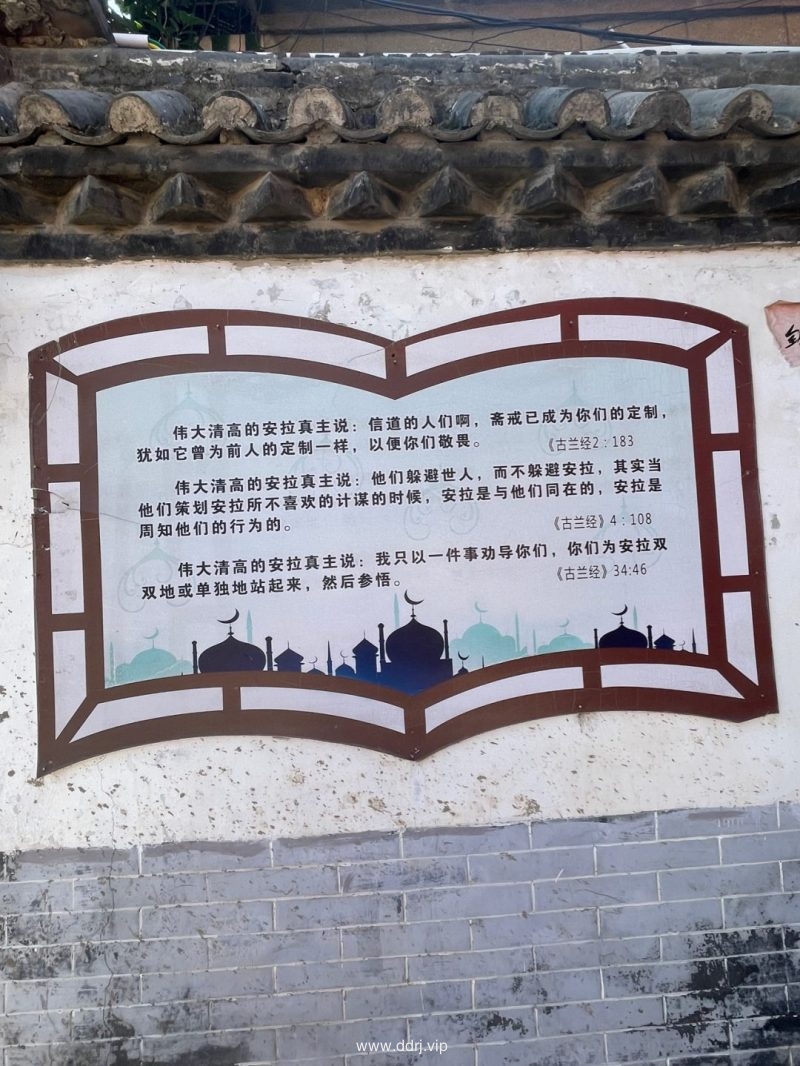 伟大清高的安拉真主说：信道的人们啊，斋戒已成为你们的定制，
犹如它曾为前人的定制一样，以便你们敬畏。 《古兰经2：183
伟大清高的安拉真主说：他们躲避世人，而不躲避安拉，其实当
他们策划安拉所不喜欢的计谋的时候，安拉是与他们同在的，安拉是
周知他们的行为的。 《古兰经》4：108
伟大清高的安拉真主说：我只以一件事劝导你们，你们为安拉双
双地或单独地站起来，然后参悟。 《古兰经》34:46
www.ddrj.vip